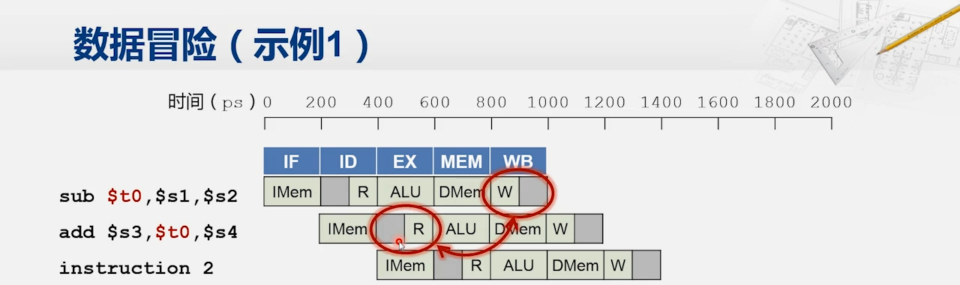 数据冒险（示例1）
时间（ps）0 200 400 600 800 1000 1200 1400 1600 1800 2000
IF ID EX MEM WB
sub $t0,$s1,$s2 IMem R ALU DMem W
add $s3,$t0,$s4 IMem R ALU DMem W
instruction 2 IMem R ALU DMem W